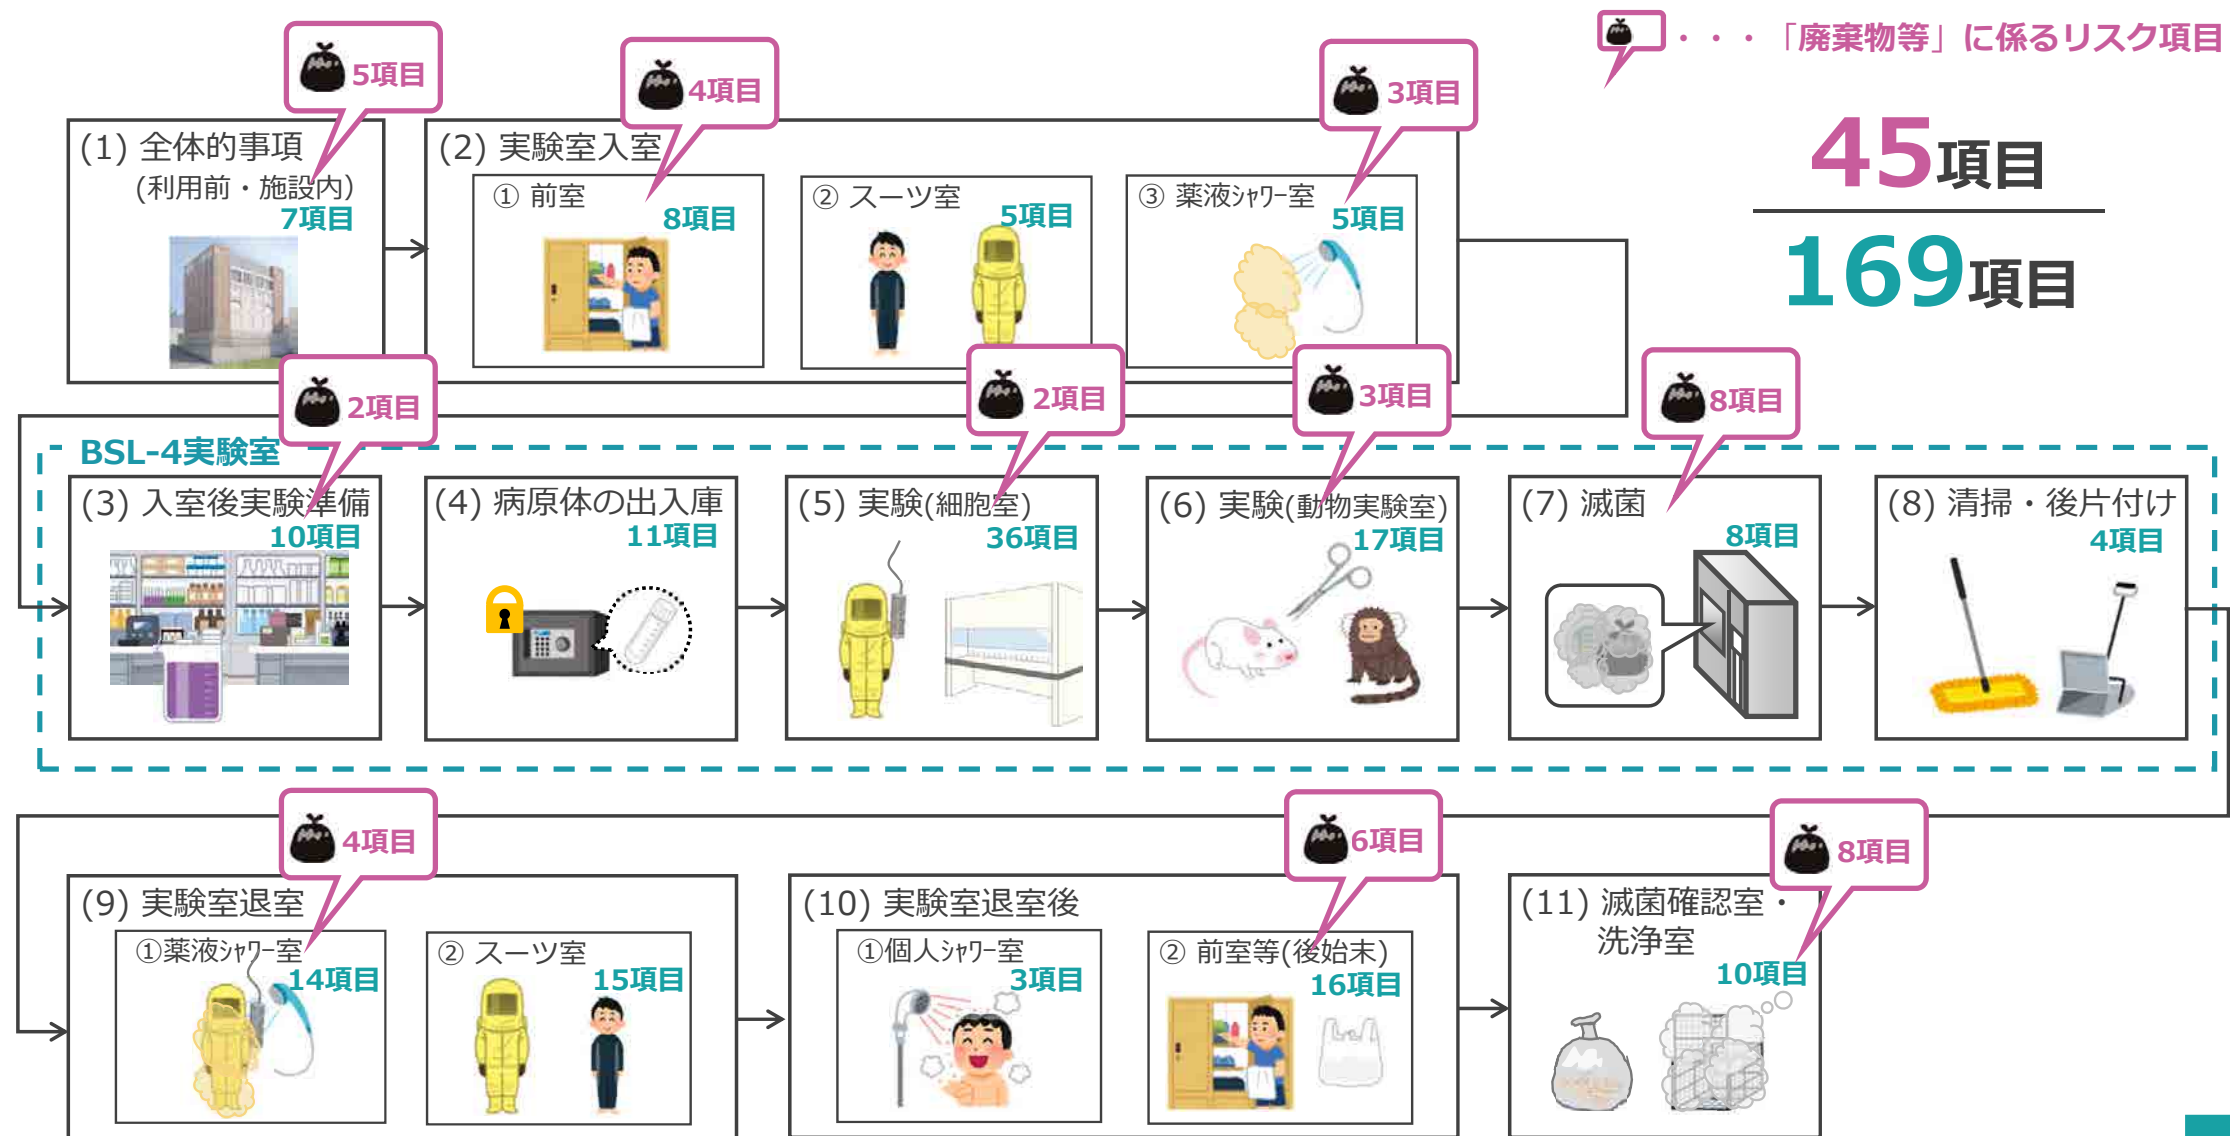 ・・・「廃棄物等」に係るリスク項目
45項目
169項目
5項目
(1) 全体的事項
(利用前・施設内)
7項目
(2) 実験室入室
4項目
① 前室
8項目
② スーツ室
5項目
3項目
③ 薬液ｼｬﾜｰ室
5項目
BSL-4実験室
2項目
(3) 入室後実験準備
10項目
(4) 病原体の出入庫
11項目
2項目
(5) 実験(細胞室)
36項目
3項目
(6) 実験(動物実験室)
17項目
8項目
(7) 滅菌
8項目
(8) 清掃・後片付け
4項目
4項目
(9) 実験室退室
①薬液ｼｬﾜｰ室
14項目
② スーツ室
15項目
(10) 実験室退室後
①個人ｼｬﾜｰ室
3項目
6項目
② 前室等(後始末)
16項目
8項目
(11) 滅菌確認室・
洗浄室
10項目